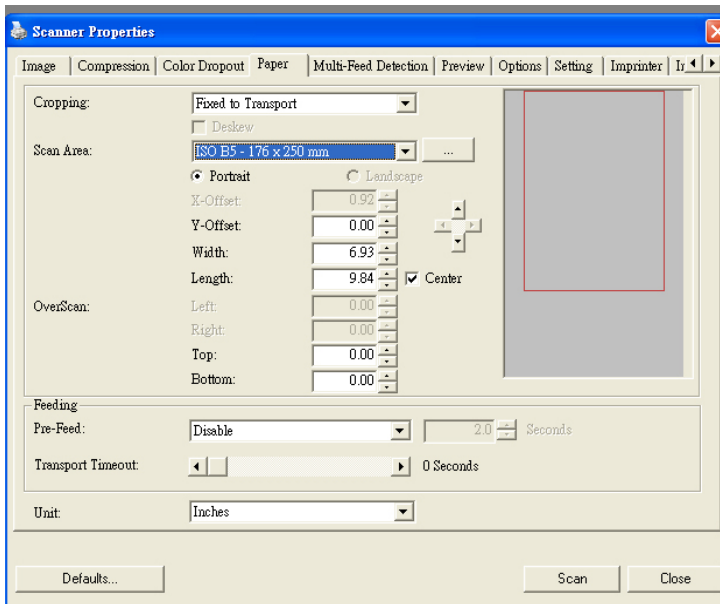 Scanner Properties
Image Compression Color Dropout Paper Multi-Feed Detection Preview Options Setting Imprinter
Cropping: Fixed to Transport
Deskew
Scan Area: ISO B5 - 176 x 250 mm ...
Portrait Landscape
X-Offset: 0.92
Y-Offset: 0.00
Width: 6.93
Length: 9.84 Center
OverScan: Left: 0.00
Right: 0.00
Top: 0.00
Bottom: 0.00
Feeding
Pre-Feed: Disable 2.0 Seconds
Transport Timeout: 0 Seconds
Unit: Inches
Defaults... Scan Close